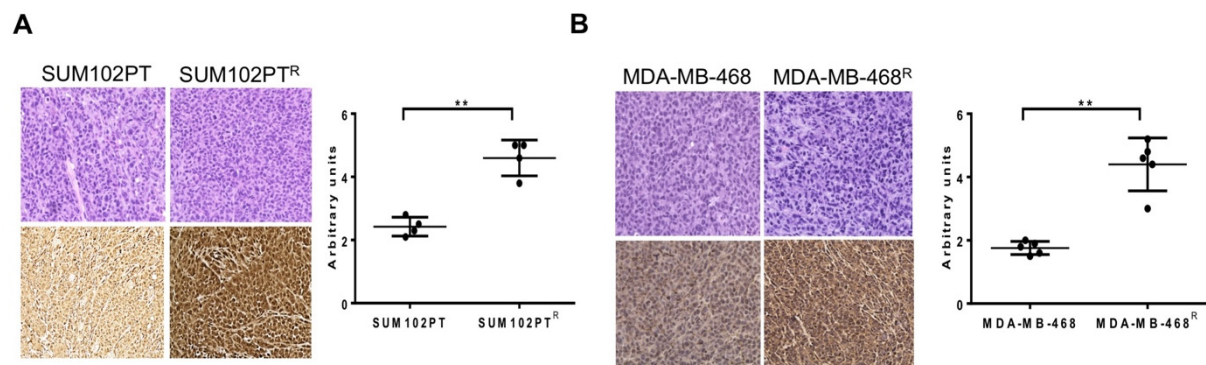 A
SUM102PT SUM102PTᴿ
**
6
4
2
0
Arbitrary units
SUM102PT SUM102PTᴿ
B
MDA-MB-468 MDA-MB-468ᴿ
**
6
4
2
0
Arbitrary units
MDA-MB-468 MDA-MB-468ᴿ